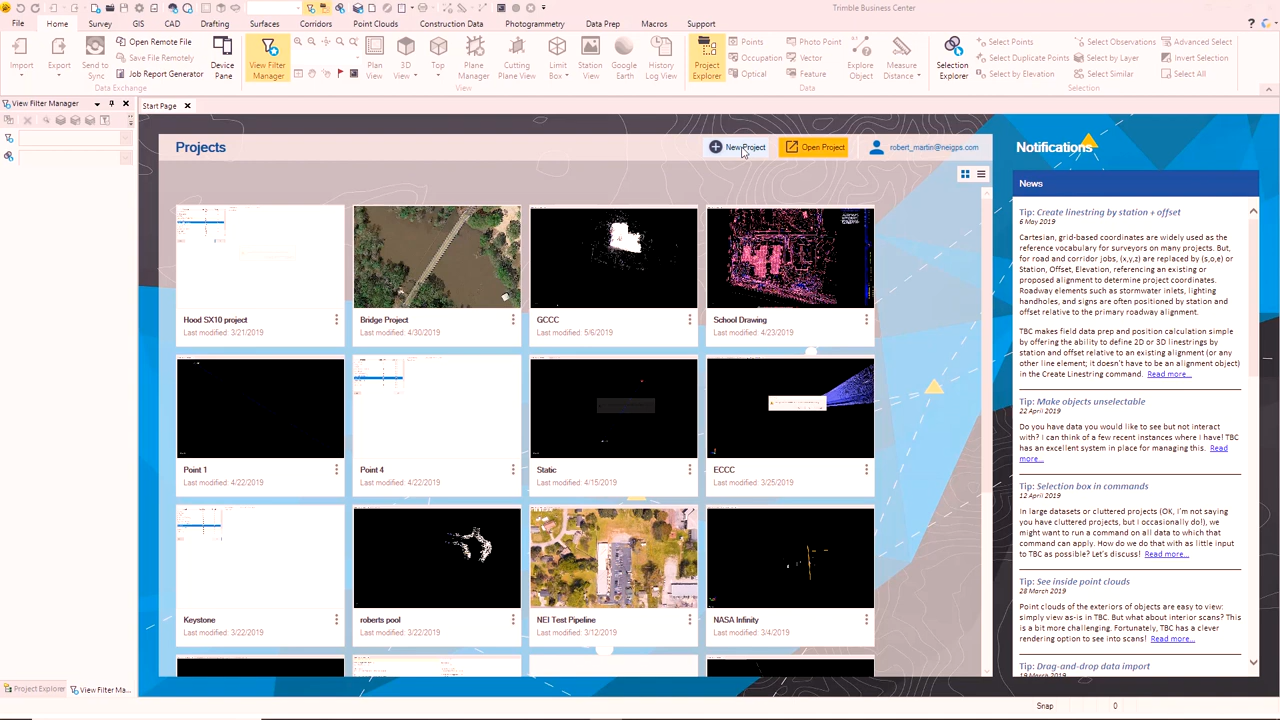 Trimble Business Center
File Home Survey GIS CAD Drafting Surfaces Corridors Point Clouds Construction Data Photogrammetry Data Prep Macros Support
Import
Export
Send to Sync
Open Remote File
Save File Remotely
Job Report Generator
Device Pane
Data Exchange
View Filter Manager
Plan View
3D View
Top
Plane Manager
Cutting Plane View
Limit Box
Station View
Google Earth
History Log View
View
Project Explorer
Points
Occupation
Optical
Photo Point
Vector
Feature
Explore Object
Measure Distance
Data
Selection Explorer
Select Points
Select Duplicate Points
Select by Elevation
Select Observations
Select by Layer
Select Similar
Advanced Select
Invert Selection
Select All
Selection
View Filter Manager
Start Page
Projects
New Project
Open Project
robert_martin@neigps.com
Hood SX10 project
Last modified: 3/21/2019
Bridge Project
Last modified: 4/30/2019
GCCC
Last modified: 5/6/2019
School Drawing
Last modified: 4/23/2019
Point 1
Last modified: 4/22/2019
Point 4
Last modified: 4/22/2019
Static
Last modified: 4/15/2019
ECCC
Last modified: 3/25/2019
Keystone
Last modified: 3/22/2019
roberts pool
Last modified: 3/22/2019
NEI Test Pipeline
Last modified: 3/12/2019
NASA Infinity
Last modified: 3/4/2019
Notifications
News
Tip: Create linestring by station + offset
6 May 2019
Cartesian, grid-based coordinates are widely used as the
reference vocabulary for surveyors on many projects. But,
for road and corridor jobs, (x,y,z) are replaced by (s,o,e) or
Station, Offset, Elevation, referencing an existing or
proposed alignment to determine project coordinates.
Roadway elements such as stormwater inlets, lighting
handholes, and signs are often positioned by station and
offset relative to the primary roadway alignment.
TBC makes field data prep and position calculation simple
by offering the ability to define 2D or 3D linestrings by
station and offset relative to an existing alignment (or any
other line element; it doesn't have to be an alignment object)
in the Create Linestring command. Read more...
Tip: Make objects unselectable
22 April 2019
Do you have data you would like to see but not interact
with? I can think of a few recent instances where I have! TBC
has an excellent system in place for managing this. Read
more...
Tip: Selection box in commands
12 April 2019
In large datasets or cluttered projects (OK, I'm not saying
you have cluttered projects, but I occasionally do!), we
might want to run a command on all data to which that
command can apply. How do we do that with as little input
to TBC as possible? Let's discuss! Read more...
Tip: See inside point clouds
28 March 2019
Point clouds of the exteriors of objects are easy to view:
simply view as-is in TBC. But what about interior scans? This
is a bit more challenging. Fortunately, TBC has a clever
rendering option to see into scans! Read more...
Tip: Drag-and-drop data import
Project Explorer
View Filter Ma...
Snap
0